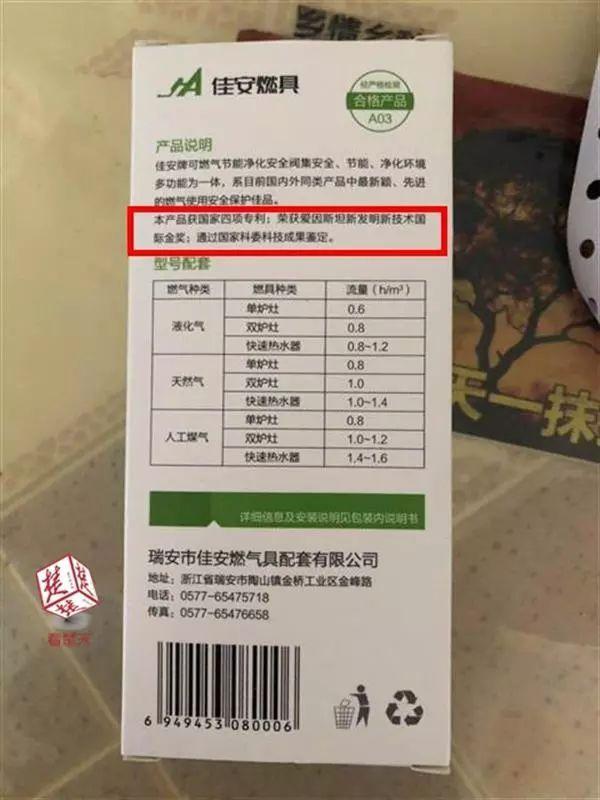 佳安燃具
经严格检测
合格产品
A03
产品说明
佳安牌可燃气节能净化安全阀集安全、节能、净化环境
多功能为一体，系目前国内外同类产品中最新颖、先进
的燃气使用安全保护佳品。
本产品获国家四项专利；荣获爱因斯坦新发明新技术国
际金奖；通过国家科委科技成果鉴定。
型号配套
燃气种类 燃具种类 流量（h/m³）
液化气 单炉灶 0.6
双炉灶 0.8
快速热水器 0.8~1.2
天然气 单炉灶 0.8
双炉灶 1.0
快速热水器 1.0~1.4
人工煤气 单炉灶 0.8
双炉灶 1.0~1.2
快速热水器 1.4~1.6
详细信息及安装说明见包装内说明书
瑞安市佳安燃气具配套有限公司
地址：浙江省瑞安市陶山镇金桥工业区金峰路
电话：0577-65475718
传真：0577-65476658
6 949453 080006
天一抹
楚
看楚天